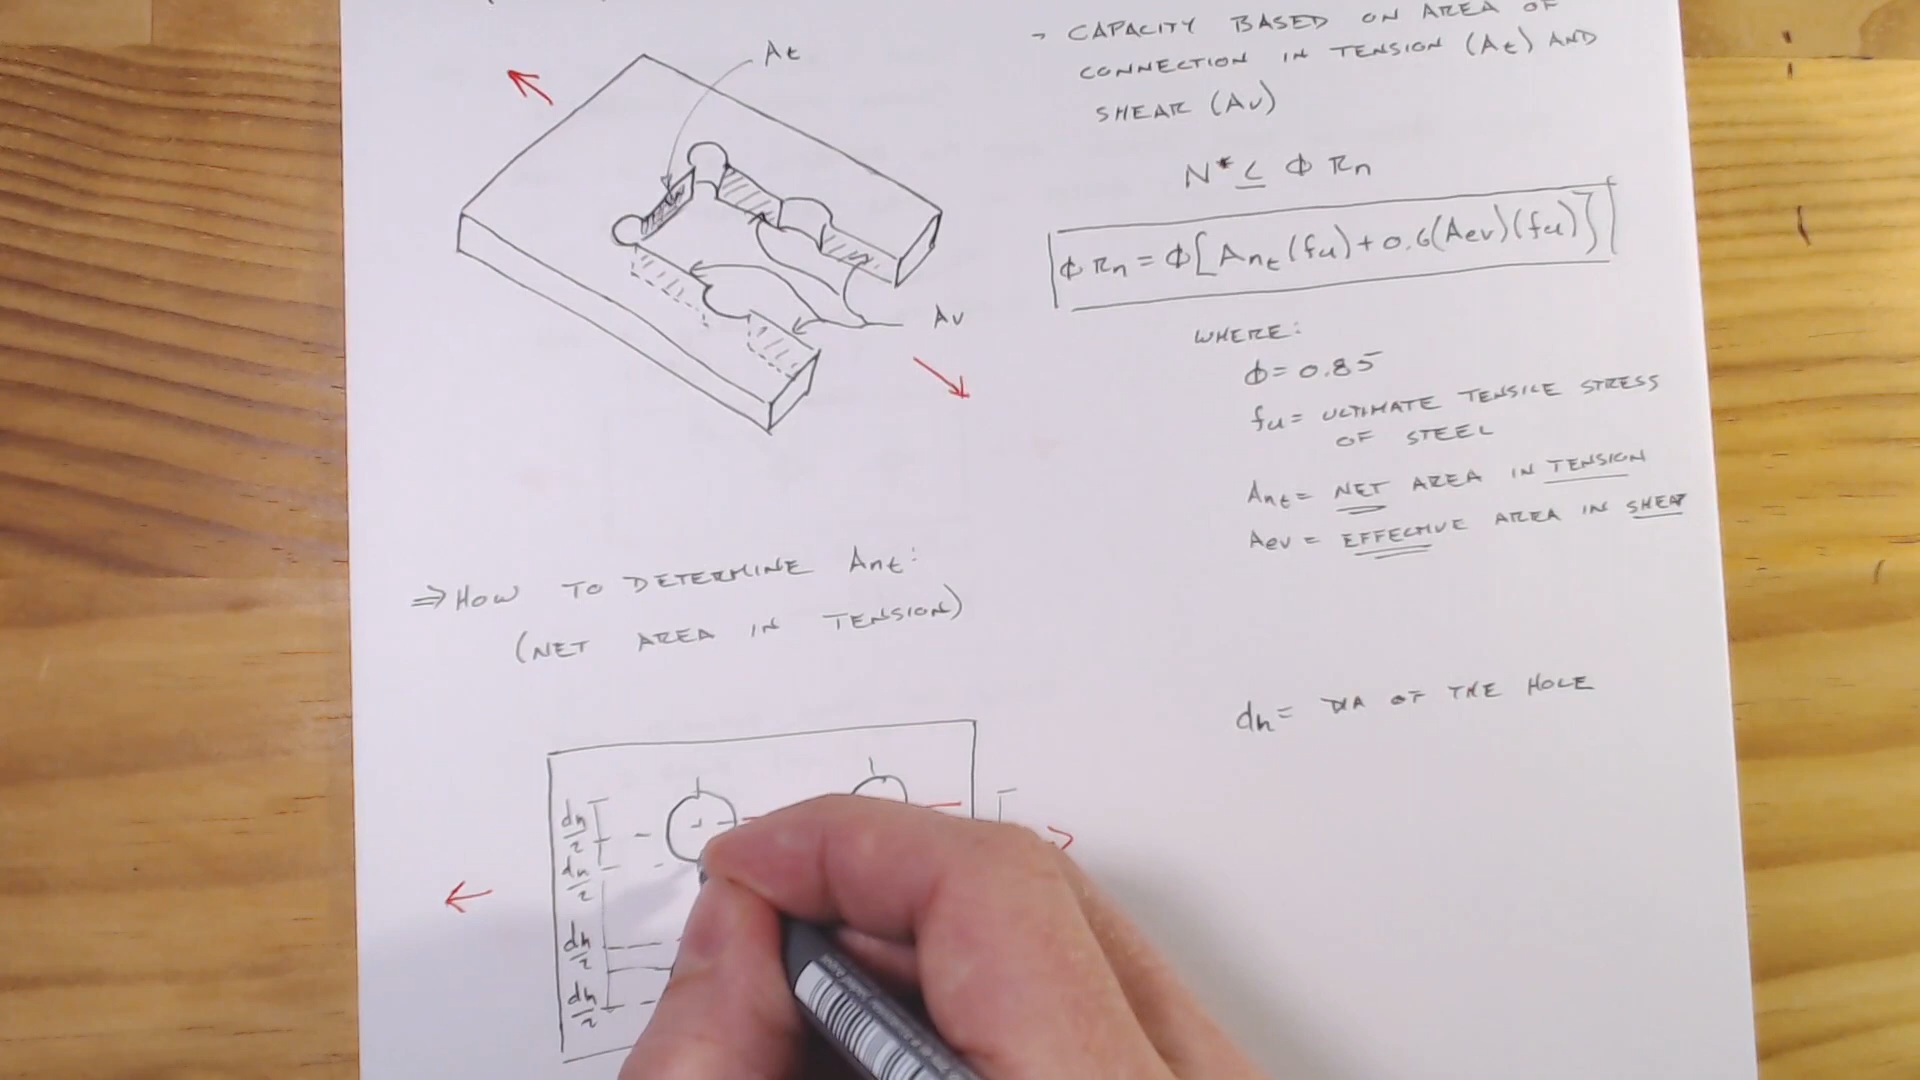 → CAPACITY BASED ON AREA OF
CONNECTION IN TENSION (At) AND
SHEAR (Av)
N* ≤ ϕ Rn
ϕ Rn = ϕ[Ant (fu) + 0.6(Aev)(fu)]
WHERE:
ϕ = 0.85
fu = ULTIMATE TENSILE STRESS
OF STEEL
Ant = NET AREA IN TENSION
Aev = EFFECTIVE AREA IN SHEAR
At
Av
⇒ HOW TO DETERMINE Ant:
(NET AREA IN TENSION)
dh = DIA OF THE HOLE
dh/2
dh/2
dh/2
dh/2